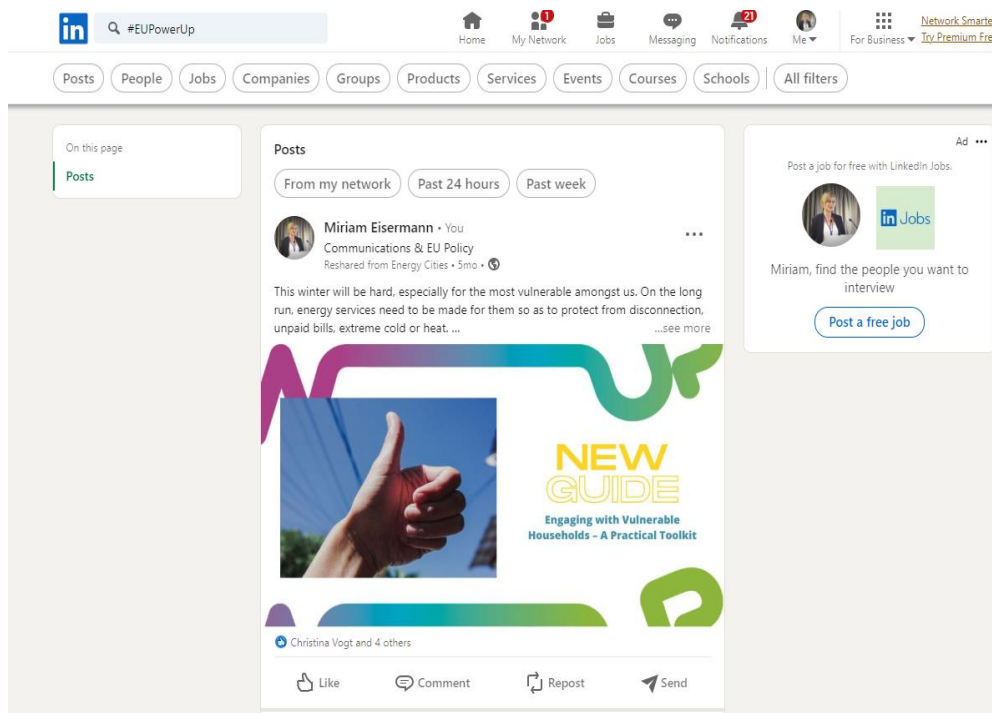 in
#EUPowerUp
Home
1
My Network
Jobs
Messaging
21
Notifications
Me
For Business
Network Smarte
Try Premium Fre
Posts
People
Jobs
Companies
Groups
Products
Services
Events
Courses
Schools
All filters
On this page
Posts
Posts
From my network
Past 24 hours
Past week
Miriam Eisermann • You
Communications & EU Policy
Reshared from Energy Cities • 5mo •
This winter will be hard, especially for the most vulnerable amongst us. On the long
run, energy services need to be made for them so as to protect from disconnection,
unpaid bills, extreme cold or heat. ...
...see more
NEW
GUIDE
Engaging with Vulnerable
Households – A Practical Toolkit
Christina Vogt and 4 others
Like
Comment
Repost
Send
Ad
Post a job for free with LinkedIn Jobs.
in Jobs
Miriam, find the people you want to
interview
Post a free job